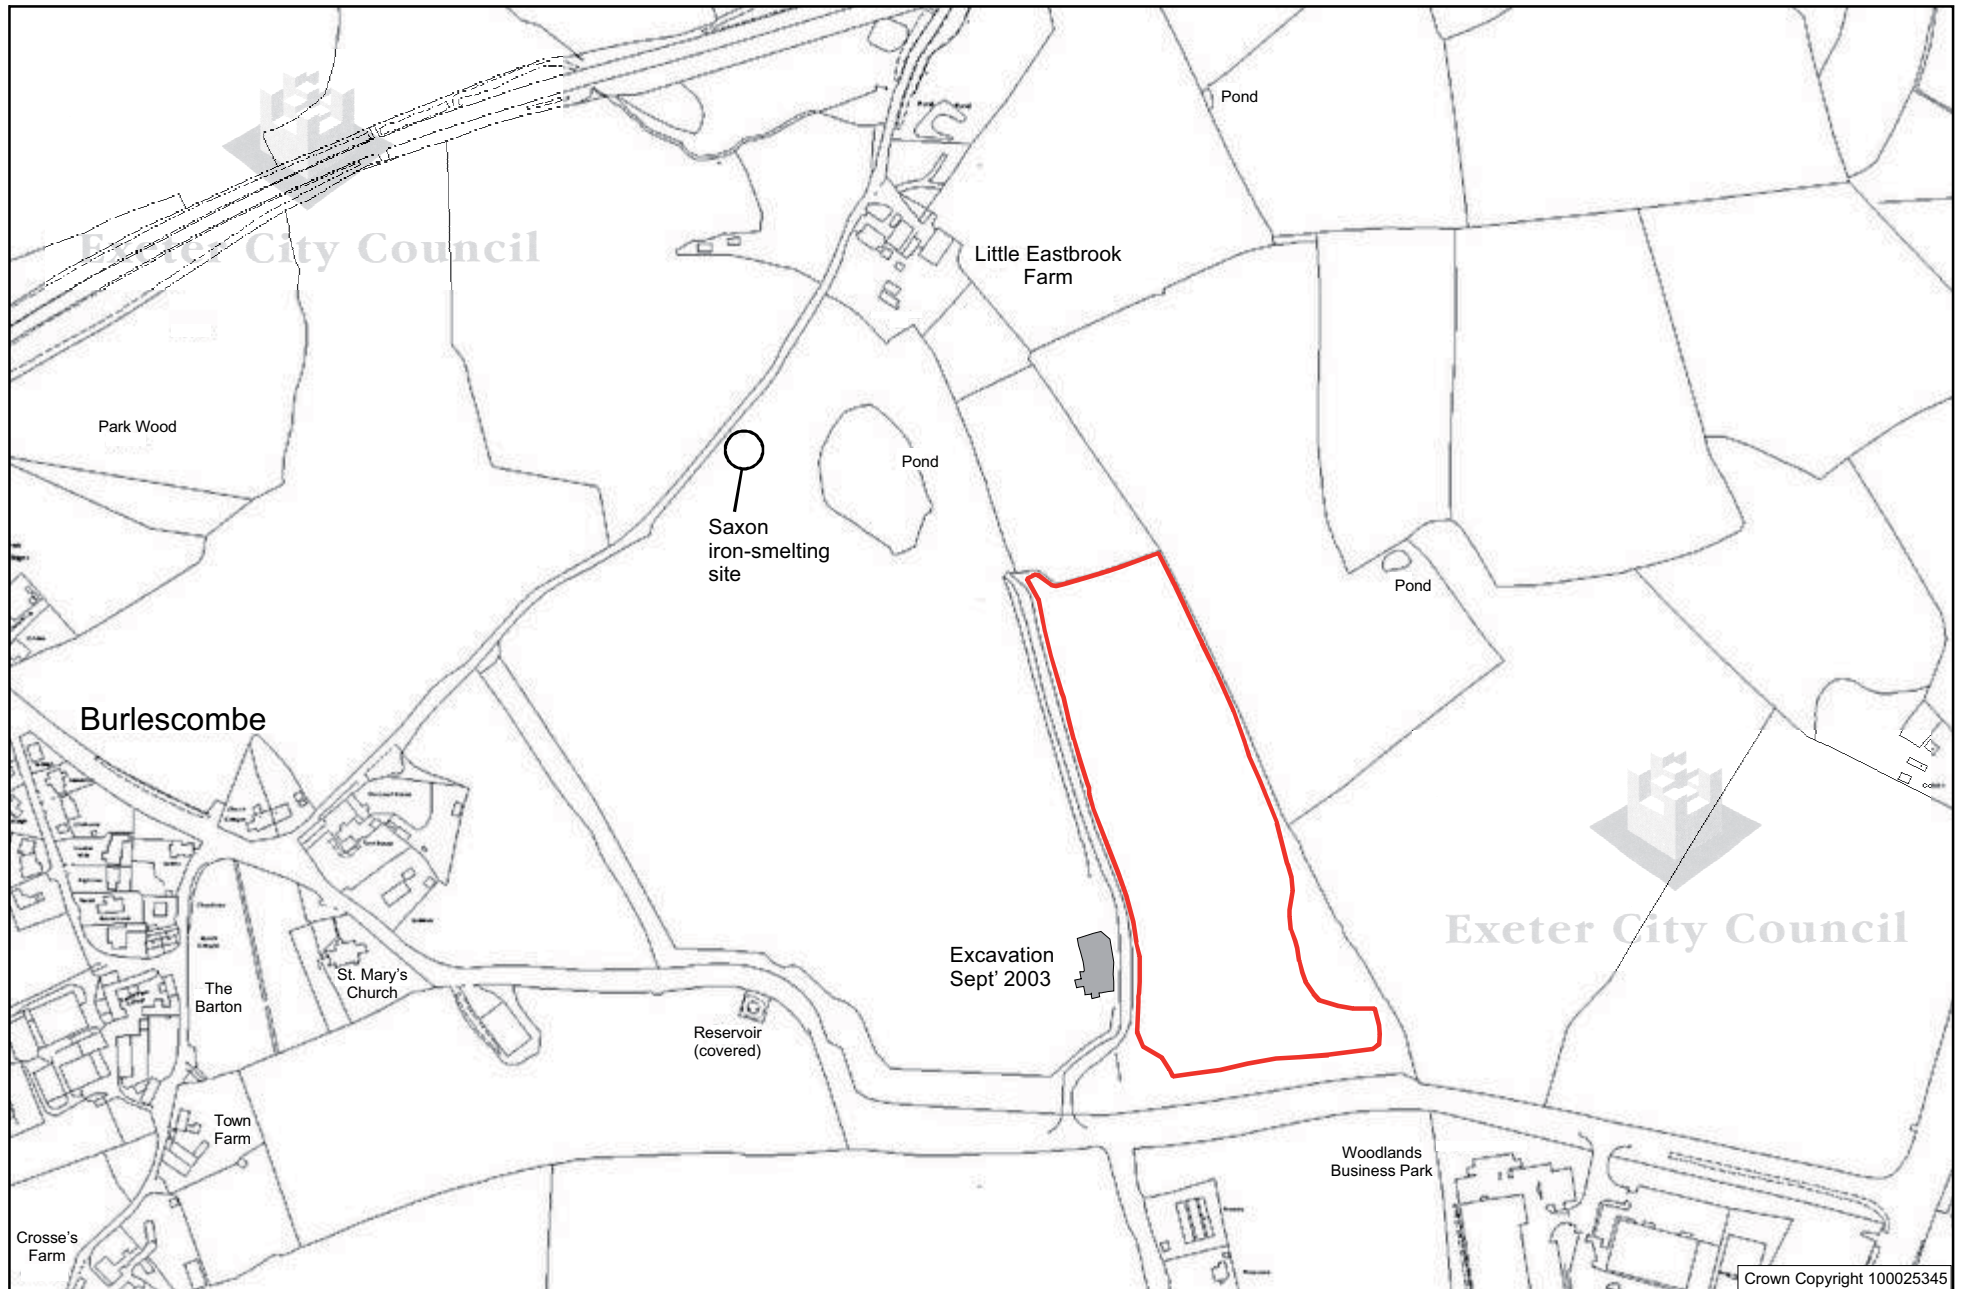 Pond
Exeter City Council
Little Eastbrook
Farm
Park Wood
Pond
Saxon
iron-smelting
site
Pond
Burlescombe
Exeter City Council
Excavation
Sept' 2003
St. Mary's
Church
The
Barton
Reservoir
(covered)
Town
Farm
Woodlands
Business Park
Crosse's
Farm
Crown Copyright 100025345